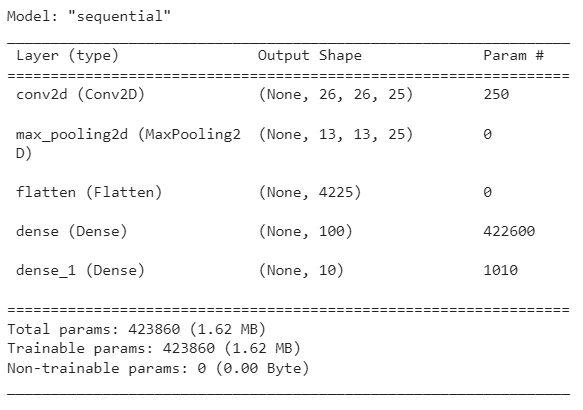 Model: "sequential"
Layer (type) Output Shape Param #
conv2d (Conv2D) (None, 26, 26, 25) 250
max_pooling2d (MaxPooling2 (None, 13, 13, 25) 0
D)
flatten (Flatten) (None, 4225) 0
dense (Dense) (None, 100) 422600
dense_1 (Dense) (None, 10) 1010
Total params: 423860 (1.62 MB)
Trainable params: 423860 (1.62 MB)
Non-trainable params: 0 (0.00 Byte)